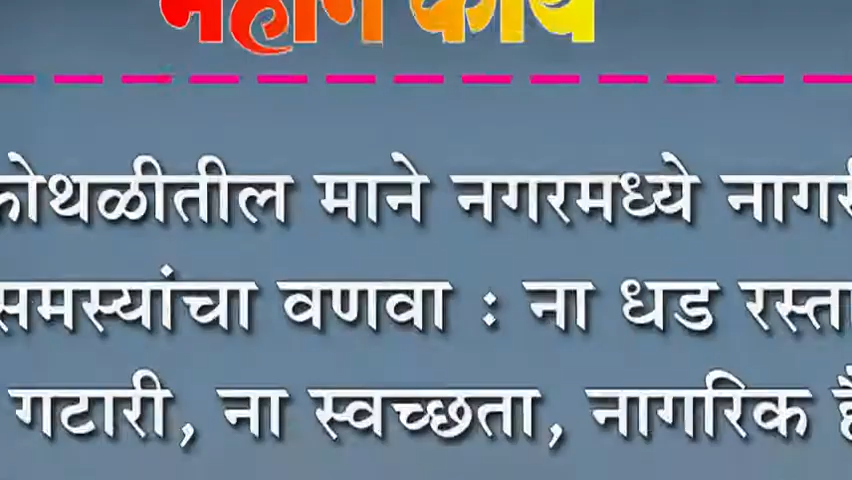 कोथळीतील माने नगरमध्ये
समस्यांचा वणवा : ना धड रस्ता
गटारी, ना स्वच्छता, नागरिक